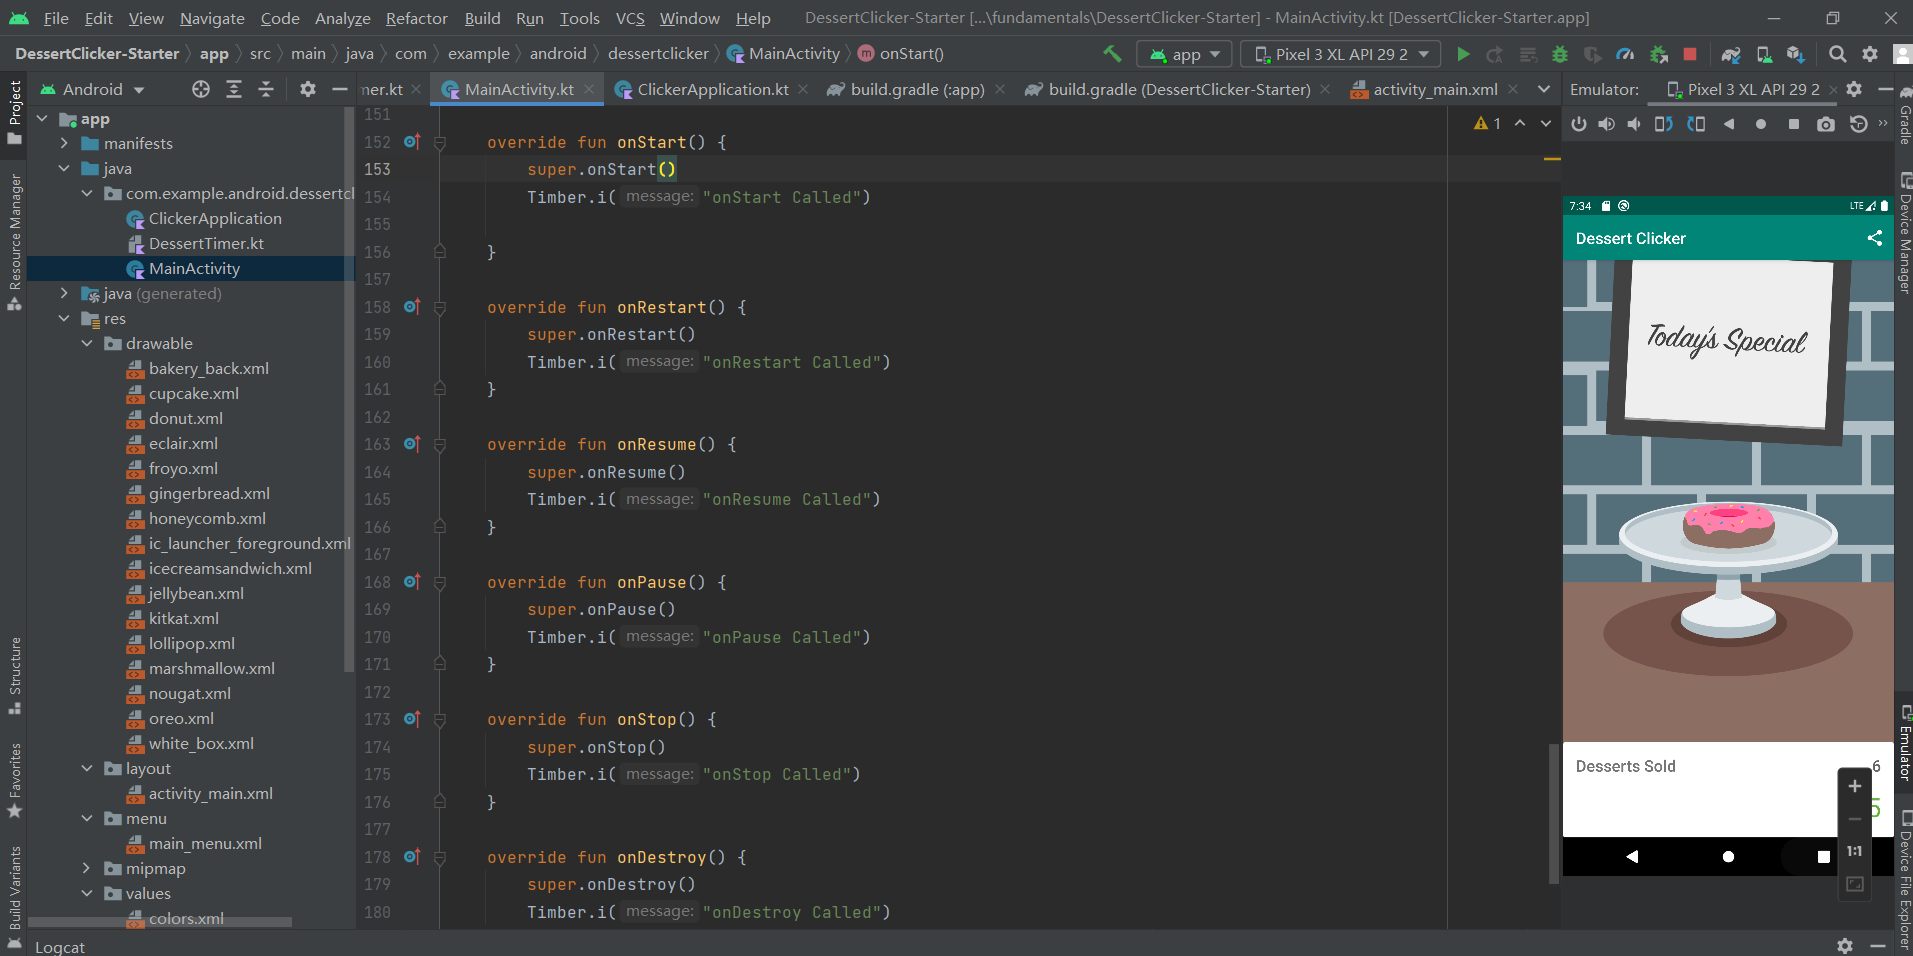 File Edit View Navigate Code Analyze Refactor Build Run Tools VCS Window Help DessertClicker-Starter [...\fundamentals\DessertClicker-Starter] - MainActivity.kt [DessertClicker-Starter.app]
DessertClicker-Starter app src main java com example android dessertclicker MainActivity onStart() app Pixel 3 XL API 29 2
Project
Resource Manager
Structure
Favorites
Build Variants
Android
app
manifests
java
com.example.android.dessertcl
ClickerApplication
DessertTimer.kt
MainActivity
java (generated)
res
drawable
bakery_back.xml
cupcake.xml
donut.xml
eclair.xml
froyo.xml
gingerbread.xml
honeycomb.xml
ic_launcher_foreground.xml
icecreamsandwich.xml
jellybean.xml
kitkat.xml
lollipop.xml
marshmallow.xml
nougat.xml
oreo.xml
white_box.xml
layout
activity_main.xml
menu
main_menu.xml
mipmap
values
colors.xml
mer.kt MainActivity.kt ClickerApplication.kt build.gradle (:app) build.gradle (DessertClicker-Starter) activity_main.xml
1
151
152 override fun onStart() {
153 super.onStart()
154 Timber.i( message: "onStart Called")
155
156 }
157
158 override fun onRestart() {
159 super.onRestart()
160 Timber.i( message: "onRestart Called")
161 }
162
163 override fun onResume() {
164 super.onResume()
165 Timber.i( message: "onResume Called")
166 }
167
168 override fun onPause() {
169 super.onPause()
170 Timber.i( message: "onPause Called")
171 }
172
173 override fun onStop() {
174 super.onStop()
175 Timber.i( message: "onStop Called")
176 }
177
178 override fun onDestroy() {
179 super.onDestroy()
180 Timber.i( message: "onDestroy Called")
Emulator: Pixel 3 XL API 29 2
7:34 LTE
Dessert Clicker
Today's Special
Desserts Sold 6
5
1:1
Gradle
Device Manager
Emulator
Device File Explorer
Logcat